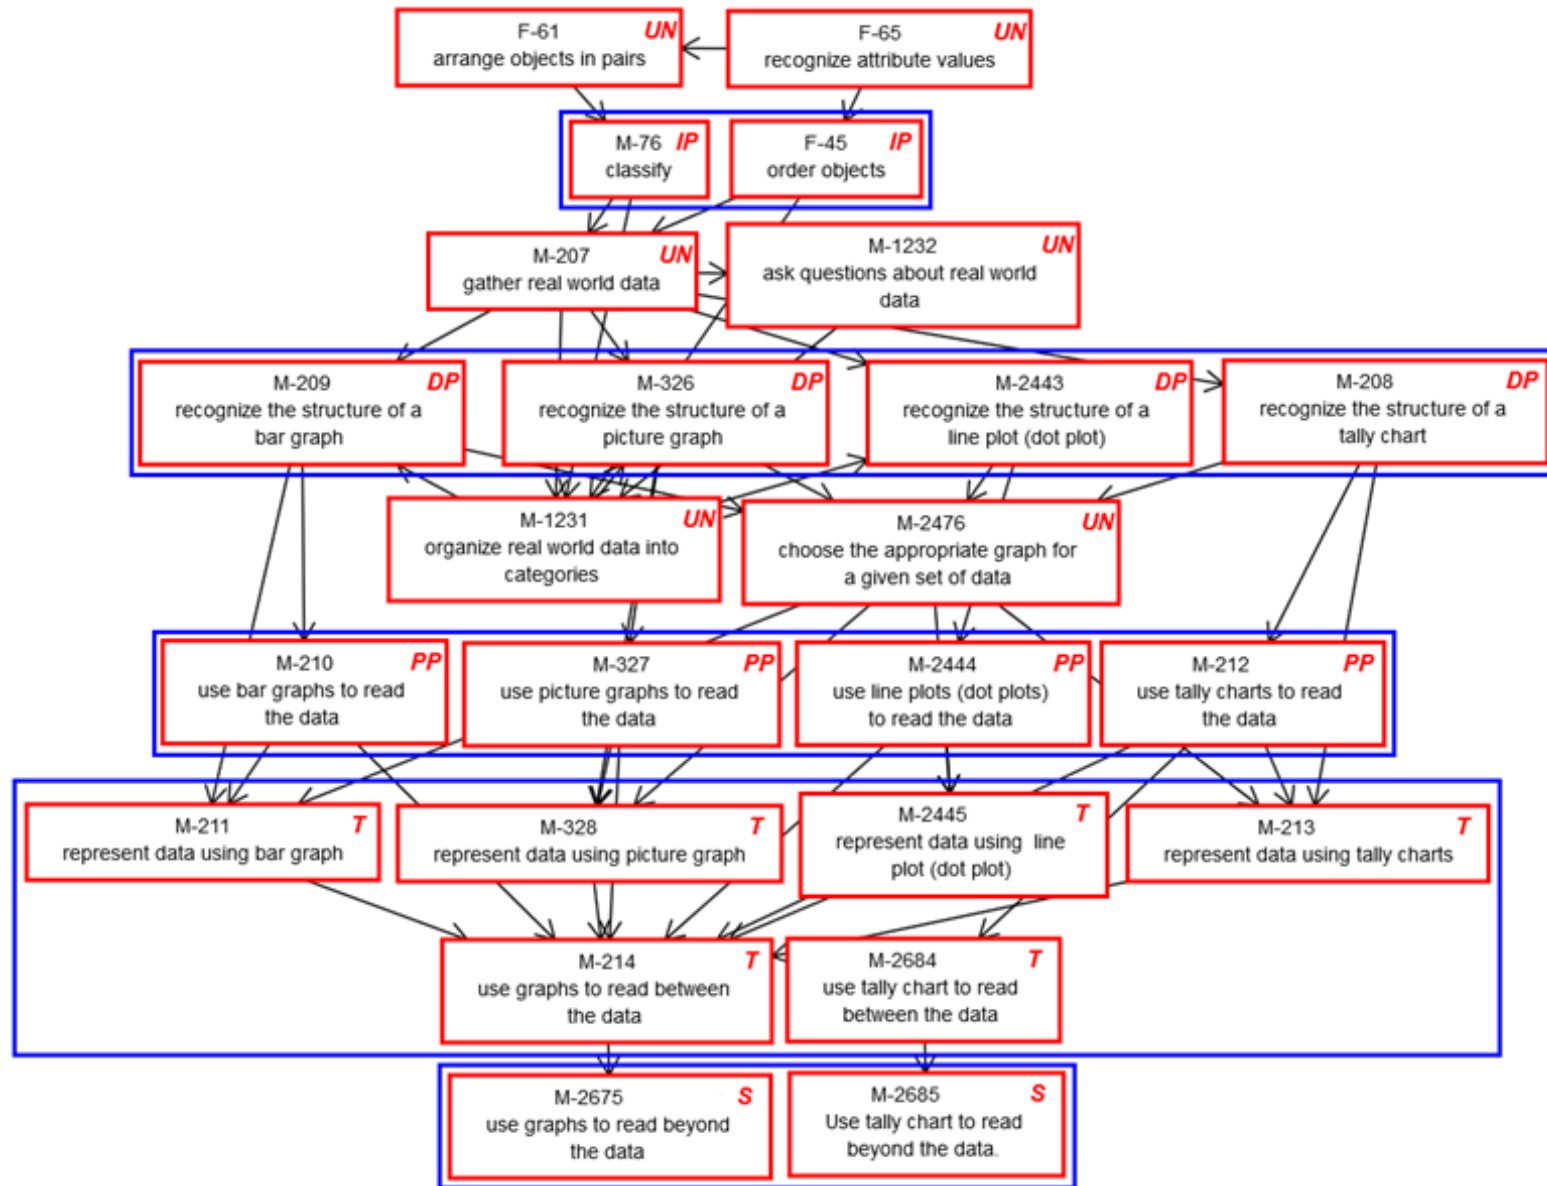 F-61 UN
arrange objects in pairs
F-65 UN
recognize attribute values
M-76 IP
classify
F-45 IP
order objects
M-207 UN
gather real world data
M-1232 UN
ask questions about real world
data
M-209 DP
recognize the structure of a
bar graph
M-326 DP
recognize the structure of a
picture graph
M-2443 DP
recognize the structure of a
line plot (dot plot)
M-208 DP
recognize the structure of a
tally chart
M-1231 UN
organize real world data into
categories
M-2476 UN
choose the appropriate graph for
a given set of data
M-210 PP
use bar graphs to read
the data
M-327 PP
use picture graphs to read
the data
M-2444 PP
use line plots (dot plots)
to read the data
M-212 PP
use tally charts to read
the data
M-211 T
represent data using bar graph
M-328 T
represent data using picture graph
M-2445 T
represent data using line
plot (dot plot)
M-213 T
represent data using tally charts
M-214 T
use graphs to read between
the data
M-2684 T
use tally chart to read
between the data
M-2675 S
use graphs to read beyond
the data
M-2685 S
Use tally chart to read
beyond the data.